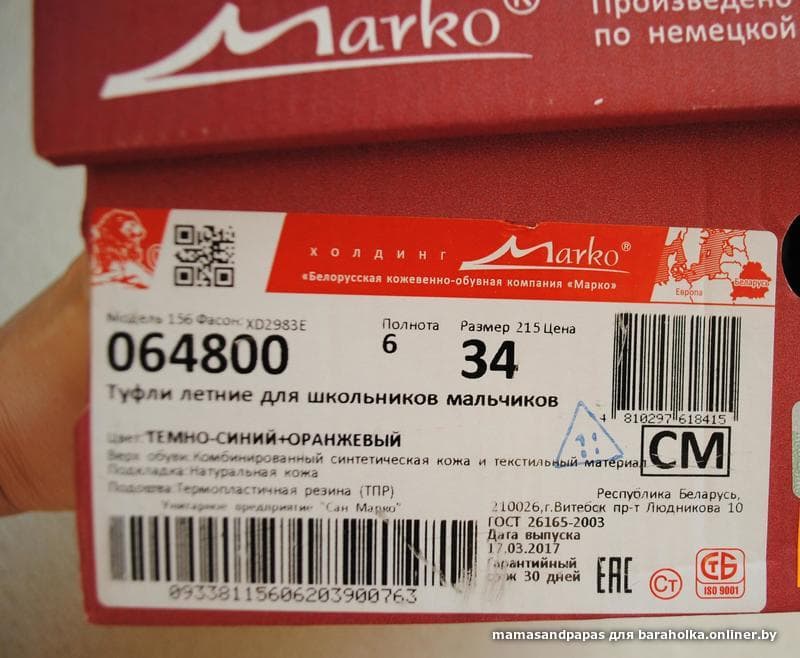 Marko®
Произведено
по немецкой
холдинг Marko®
«Белорусская кожевенно-обувная компания «Марко»
Европа
Беларусь
Модель 156 Фасон: XD2983E
Полнота
Размер 215 Цена
064800
6
34
Туфли летние для школьников мальчиков
4 810297 618415
Цвет: ТЕМНО-СИНИЙ+ОРАНЖЕВЫЙ
СМ
Верх обуви: Комбинированный синтетическая кожа и текстильный материал
Подкладка: Натуральная кожа
Подошва: Термопластичная резина (ТПР)
Унитарное предприятие "Сан Марко"
Республика Беларусь,
210026, г.Витебск пр-т Людникова 10
ГОСТ 26165-2003
Дата выпуска
17.03.2017
Гарантийный
срок 30 дней
ЕАС
Ст
СТБ
ISO 9001
09338115606203900763
mamasandpapas для baraholka.onliner.by